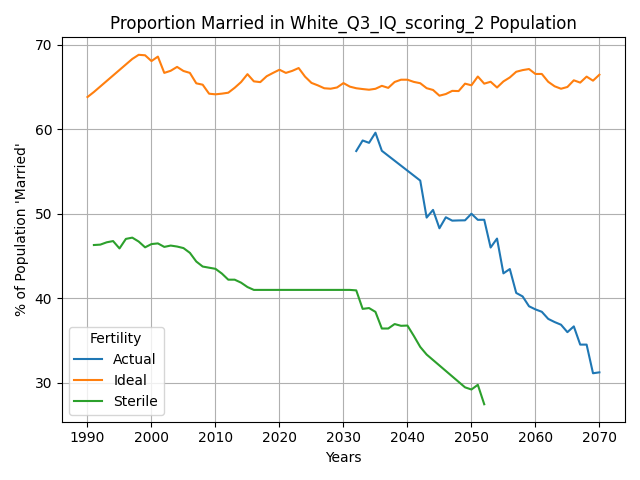 Proportion Married in White_Q3_IQ_scoring_2 Population
% of Population 'Married'
70
60
50
40
30
Fertility
Actual
Ideal
Sterile
1990 2000 2010 2020 2030 2040 2050 2060 2070
Years